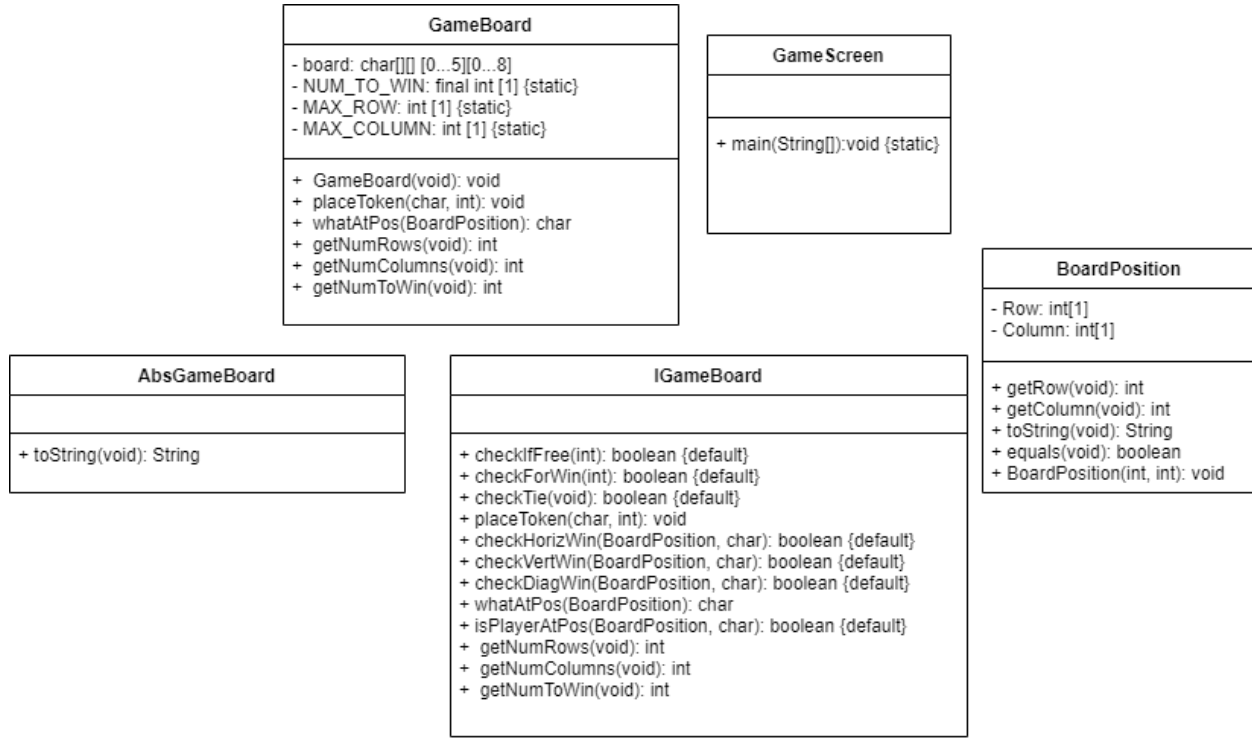 GameBoard
- board: char[][] [0...5][0...8]
- NUM_TO_WIN: final int [1] {static}
- MAX_ROW: int [1] {static}
- MAX_COLUMN: int [1] {static}
+ GameBoard(void): void
+ placeToken(char, int): void
+ whatAtPos(BoardPosition): char
+ getNumRows(void): int
+ getNumColumns(void): int
+ getNumToWin(void): int
GameScreen
+ main(String[]):void {static}
BoardPosition
- Row: int[1]
- Column: int[1]
+ getRow(void): int
+ getColumn(void): int
+ toString(void): String
+ equals(void): boolean
+ BoardPosition(int, int): void
AbsGameBoard
+ toString(void): String
IGameBoard
+ checkIfFree(int): boolean {default}
+ checkForWin(int): boolean {default}
+ checkTie(void): boolean {default}
+ placeToken(char, int): void
+ checkHorizWin(BoardPosition, char): boolean {default}
+ checkVertWin(BoardPosition, char): boolean {default}
+ checkDiagWin(BoardPosition, char): boolean {default}
+ whatAtPos(BoardPosition): char
+ isPlayerAtPos(BoardPosition, char): boolean {default}
+ getNumRows(void): int
+ getNumColumns(void): int
+ getNumToWin(void): int